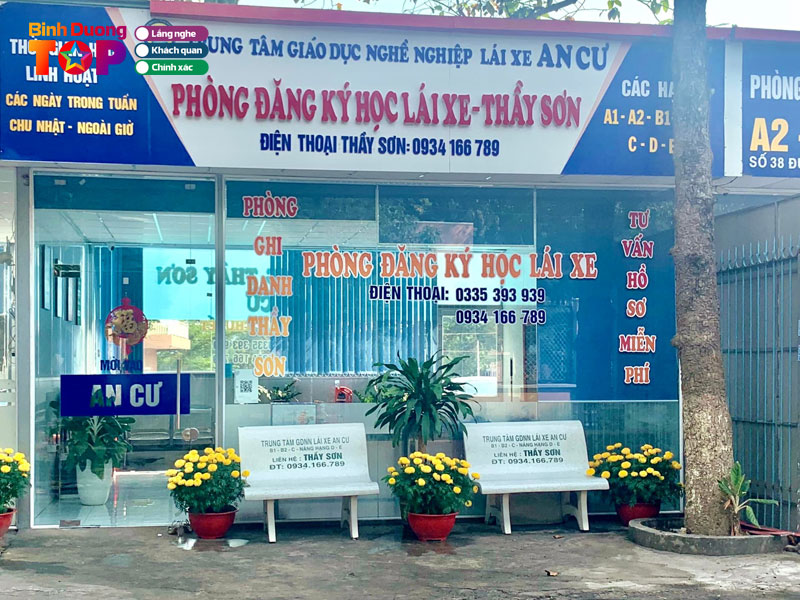 Binh Duong
TOP
Lắng nghe
Khách quan
Chính xác
LINH HOẠT
CÁC NGÀY TRONG TUẦN
CHU NHẬT - NGOÀI GIỜ
TRUNG TÂM GIÁO DỤC NGHỀ NGHIỆP LÁI XE AN CƯ
PHÒNG ĐĂNG KÝ HỌC LÁI XE-THẦY SƠN
ĐIỆN THOẠI THẦY SƠN: 0934 166 789
CÁC
A1 - A2 - B1
C - D - E
PHÒNG
A2 -
SỐ 38
PHÒNG
GHI
DANH
THẦY
SƠN
PHÒNG ĐĂNG KÝ HỌC LÁI XE
ĐIỆN THOẠI: 0335 393 939
0934 166 789
TƯ
VẤN
HỒ
SƠ
MIỄN
PHÍ
THẦY SƠN
AN CƯ
TRUNG TÂM GDNN LÁI XE AN CƯ
B1 - B2 - C - NÂNG HẠNG D - E
LIÊN HỆ: THẦY SƠN
ĐT: 0934.166.789
TRUNG TÂM GDNN LÁI XE AN CƯ
B1 - B2 - C - NÂNG HẠNG D - E
LIÊN HỆ: THẦY SƠN
ĐT: 0934.166.789